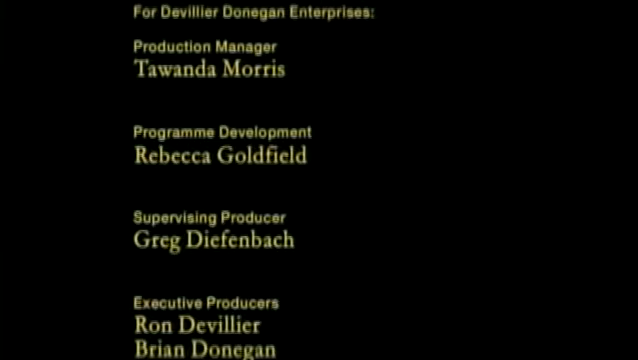 For Devillier Donegan Enterprises:
Production Manager
Tawanda Morris
Programme Development
Rebecca Goldfield
Supervising Producer
Greg Diefenbach
Executive Producers
Ron Devillier
Brian Donegan